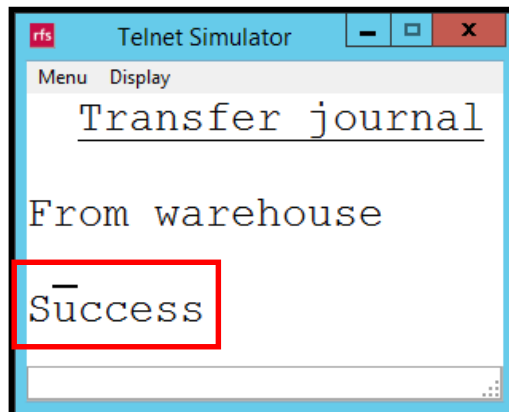 rfs Telnet Simulator
Menu Display
Transfer journal
From warehouse
Success